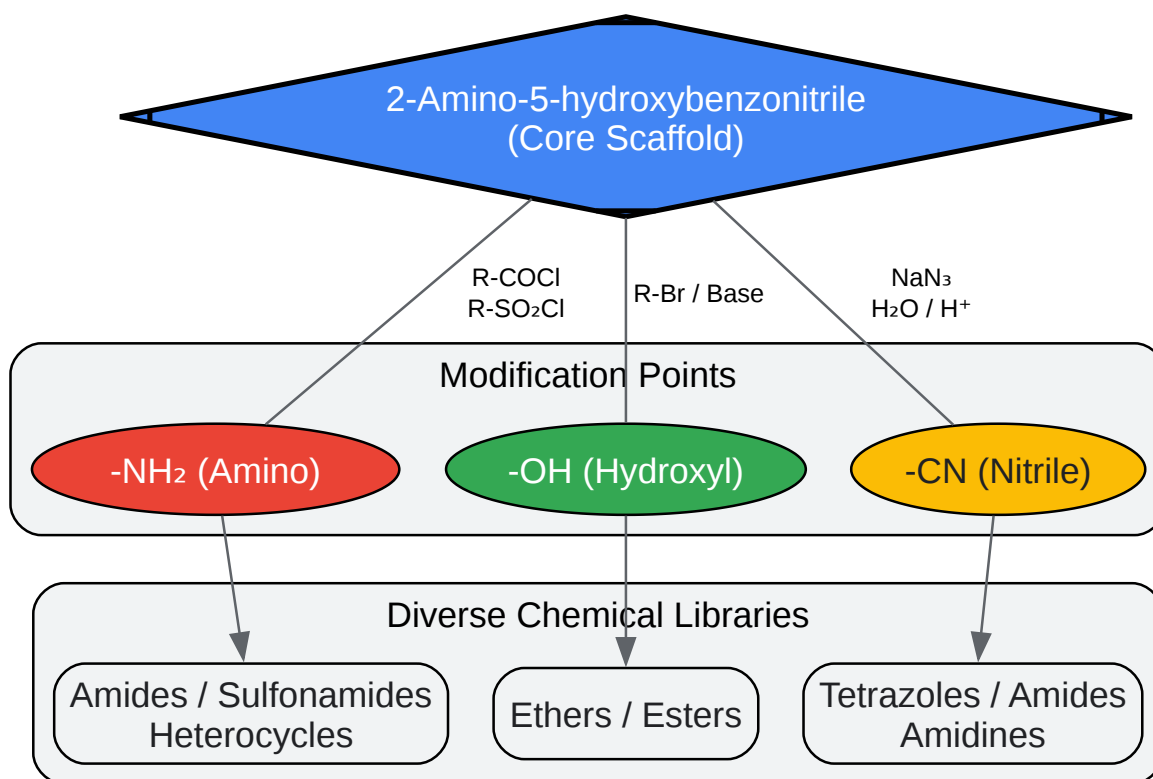 2-Amino-5-hydroxybenzonitrile
(Core Scaffold)
R-COCl
R-SO₂Cl
R-Br / Base
NaN₃
H₂O / H⁺
Modification Points
-NH₂ (Amino)
-OH (Hydroxyl)
-CN (Nitrile)
Diverse Chemical Libraries
Amides / Sulfonamides
Heterocycles
Ethers / Esters
Tetrazoles / Amides
Amidines